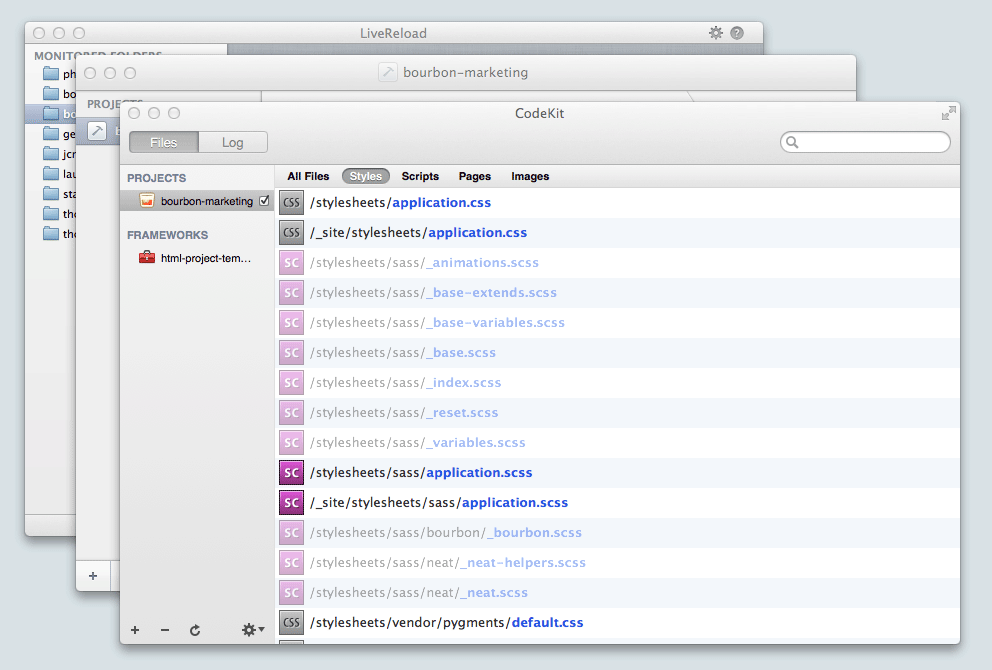 LiveReload
MONITORED FOLDERS
ph
bo
bo
ge
jcr
lau
sta
tho
tho
bourbon-marketing
PROJECTS
CodeKit
Files Log
PROJECTS
bourbon-marketing
FRAMEWORKS
html-project-tem...
All Files Styles Scripts Pages Images
CSS /stylesheets/application.css
CSS /_site/stylesheets/application.css
SC /stylesheets/sass/_animations.scss
SC /stylesheets/sass/_base-extends.scss
SC /stylesheets/sass/_base-variables.scss
SC /stylesheets/sass/_base.scss
SC /stylesheets/sass/_index.scss
SC /stylesheets/sass/_reset.scss
SC /stylesheets/sass/_variables.scss
SC /stylesheets/sass/application.scss
SC /_site/stylesheets/sass/application.scss
SC /stylesheets/sass/bourbon/_bourbon.scss
SC /stylesheets/sass/neat/_neat-helpers.scss
SC /stylesheets/sass/neat/_neat.scss
CSS /stylesheets/vendor/pygments/default.css